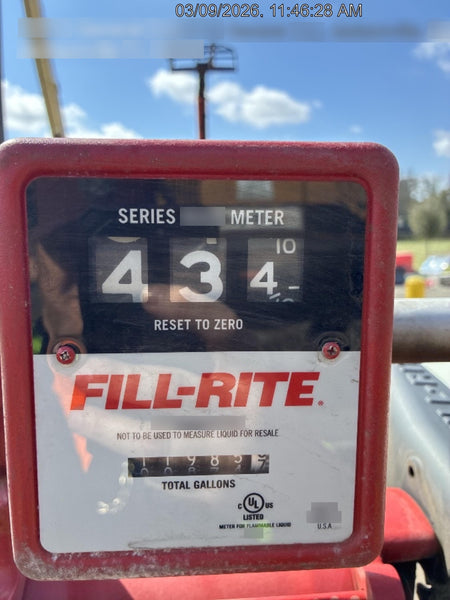 03/09/2026, 11:46:28 AM
SERIES METER
4 3 4 10
RESET TO ZERO
FILL-RITE®
NOT TO BE USED TO MEASURE LIQUID FOR RESALE
TOTAL GALLONS
C UL US
LISTED
METER FOR FLAMMABLE LIQUID
U.S.A.